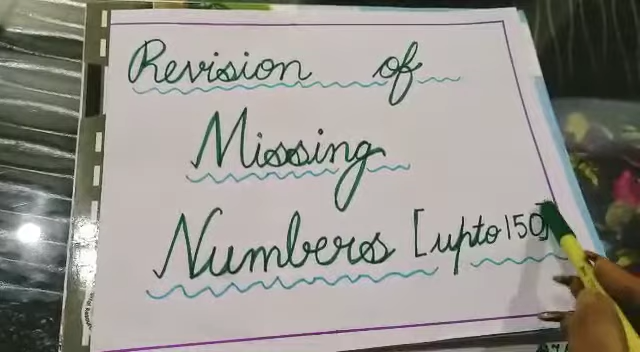 Revision of
Missing
Numbers [upto 150]